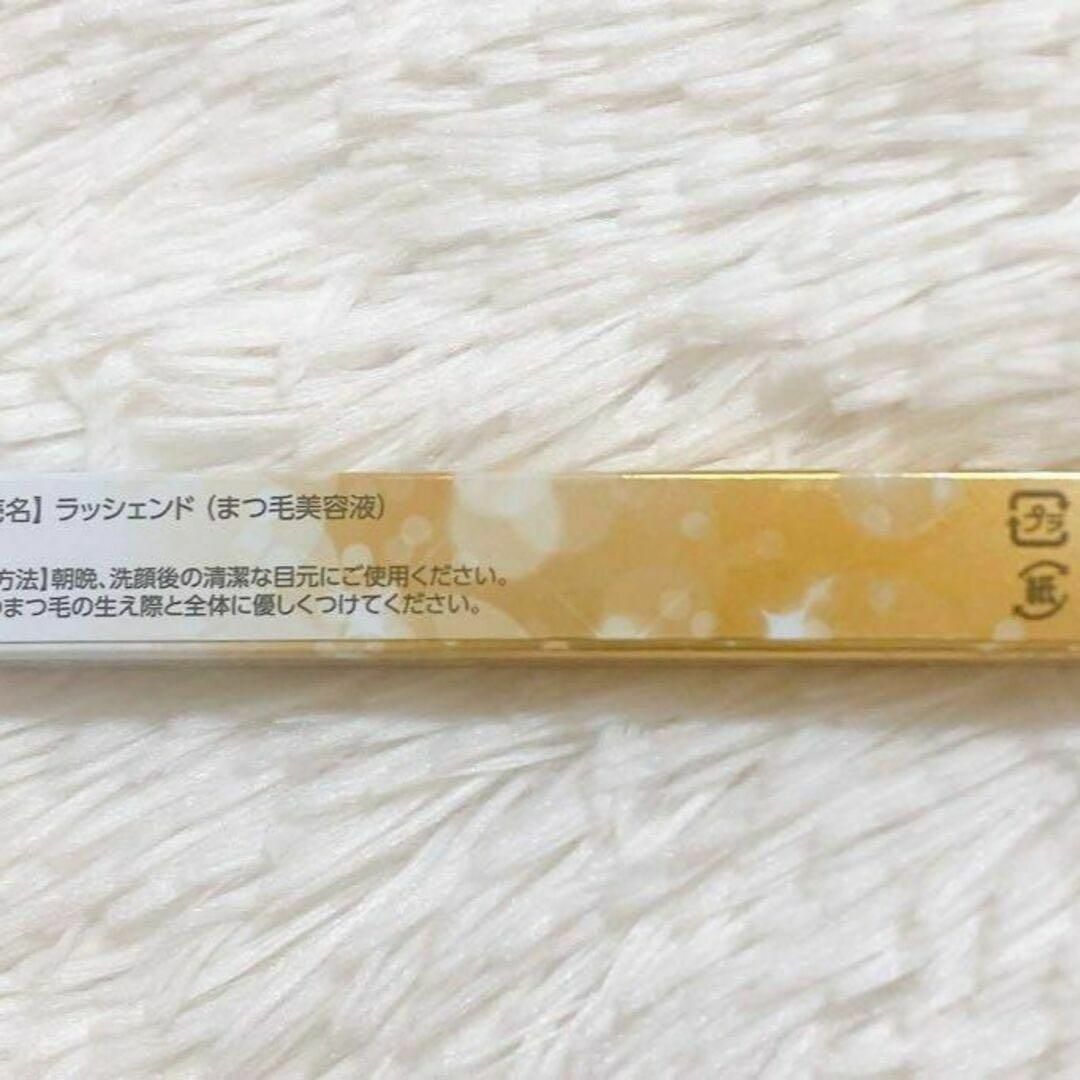 売名】ラッシェンド（まつ毛美容液）
方法】朝晩、洗顔後の清潔な目元にご使用ください。
まつ毛の生え際と全体に優しくつけてください。
プラ
紙